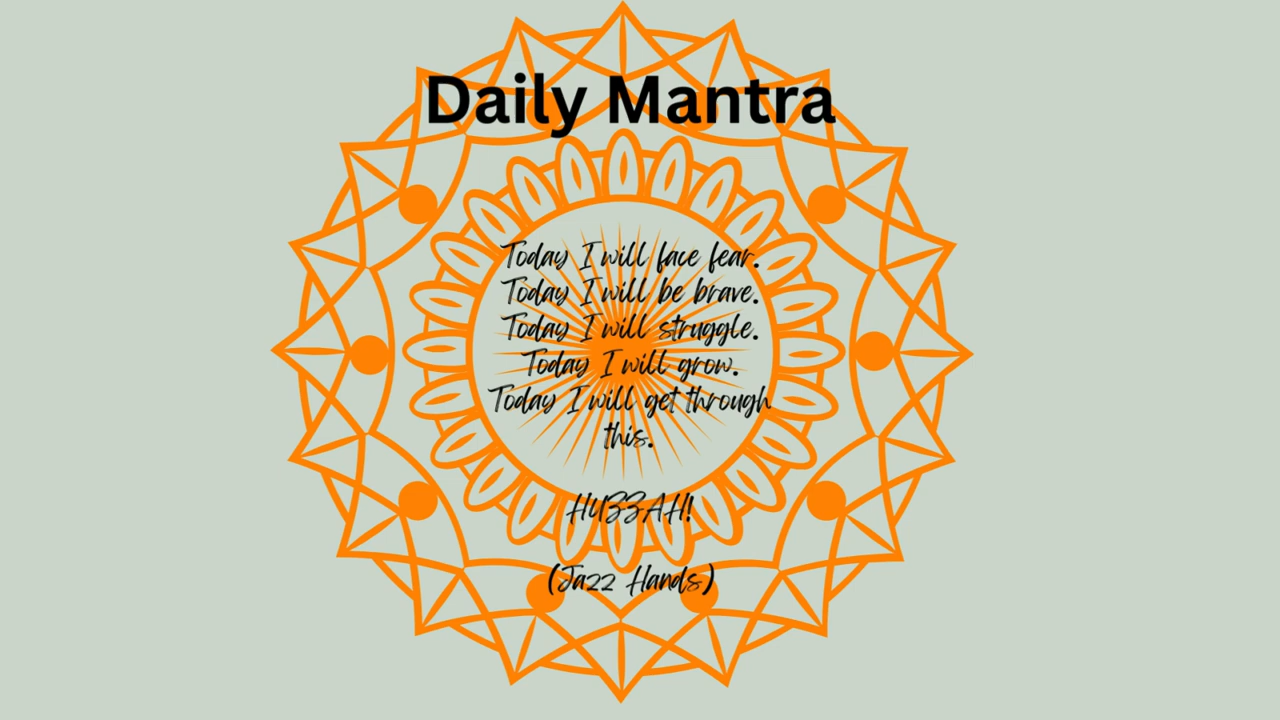 Daily Mantra
Today I will face fear.
Today I will be brave.
Today I will struggle.
Today I will grow.
Today I will get through
this.
HUZZAH!
(Jazz Hands)